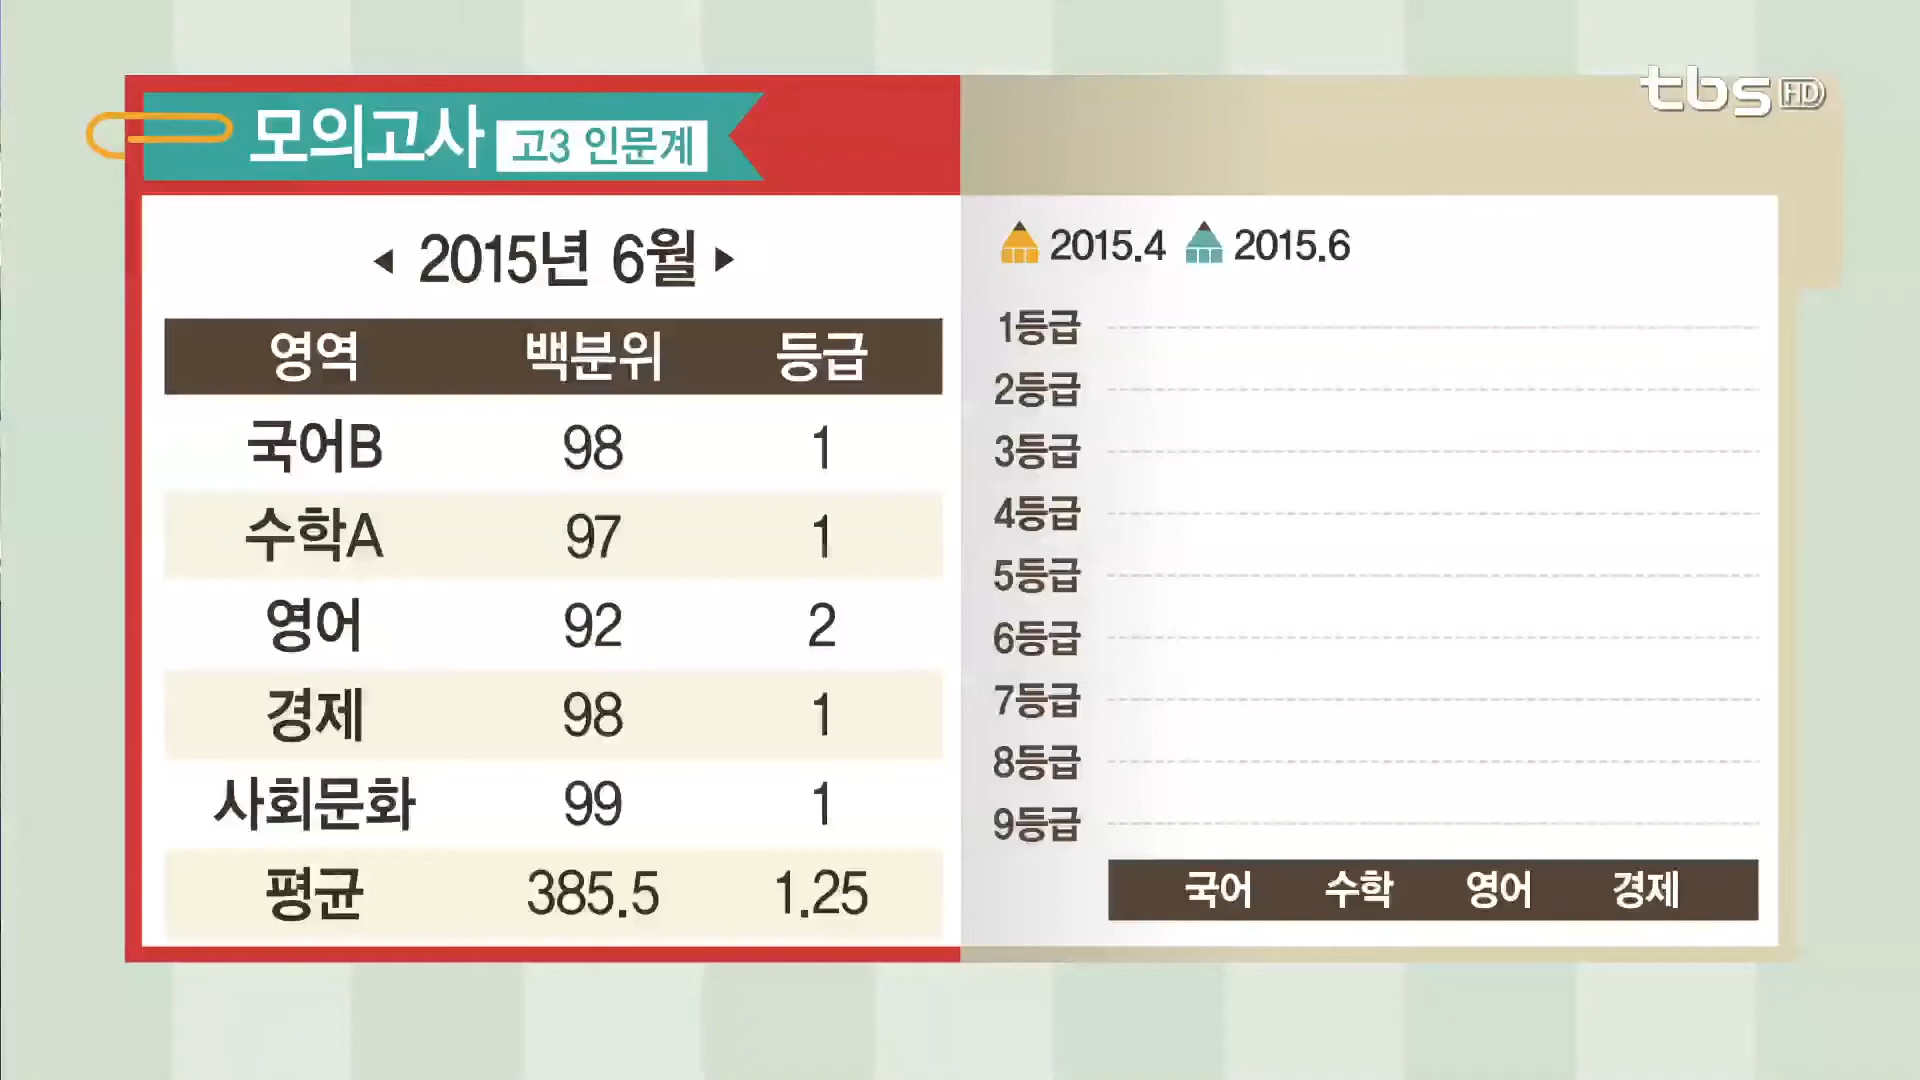 모의고사 고3 인문계
tbs HD
◂ 2015년 6월 ▸
영역 백분위 등급
국어B 98 1
수학A 97 1
영어 92 2
경제 98 1
사회문화 99 1
평균 385.5 1.25
2015.4 2015.6
1등급
2등급
3등급
4등급
5등급
6등급
7등급
8등급
9등급
국어 수학 영어 경제